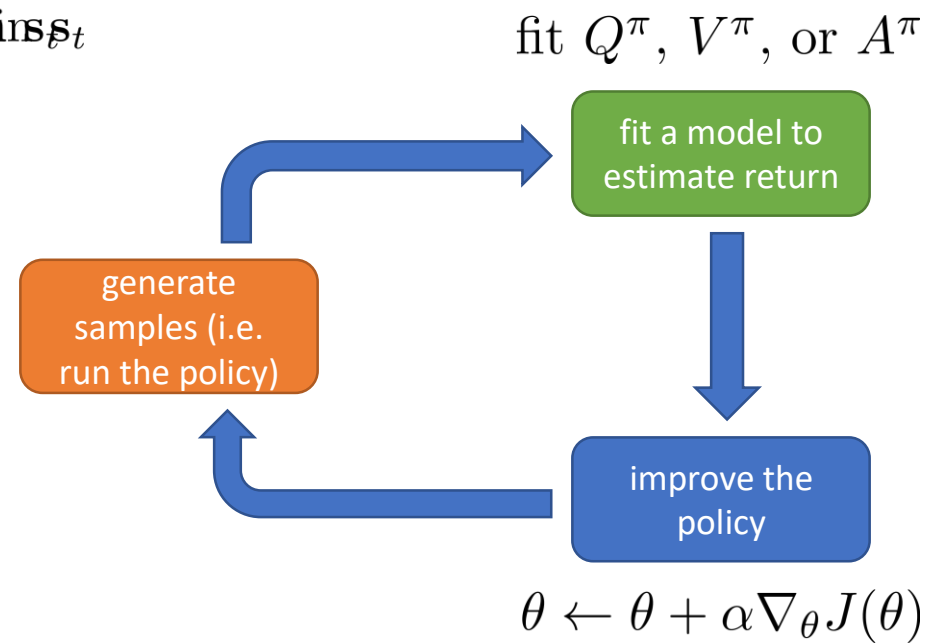 fit $Q^\pi$, $V^\pi$, or $A^\pi$
fit a model to
estimate return
generate
samples (i.e.
run the policy)
improve the
policy
$\theta \leftarrow \theta + \alpha \nabla_\theta J(\theta)$